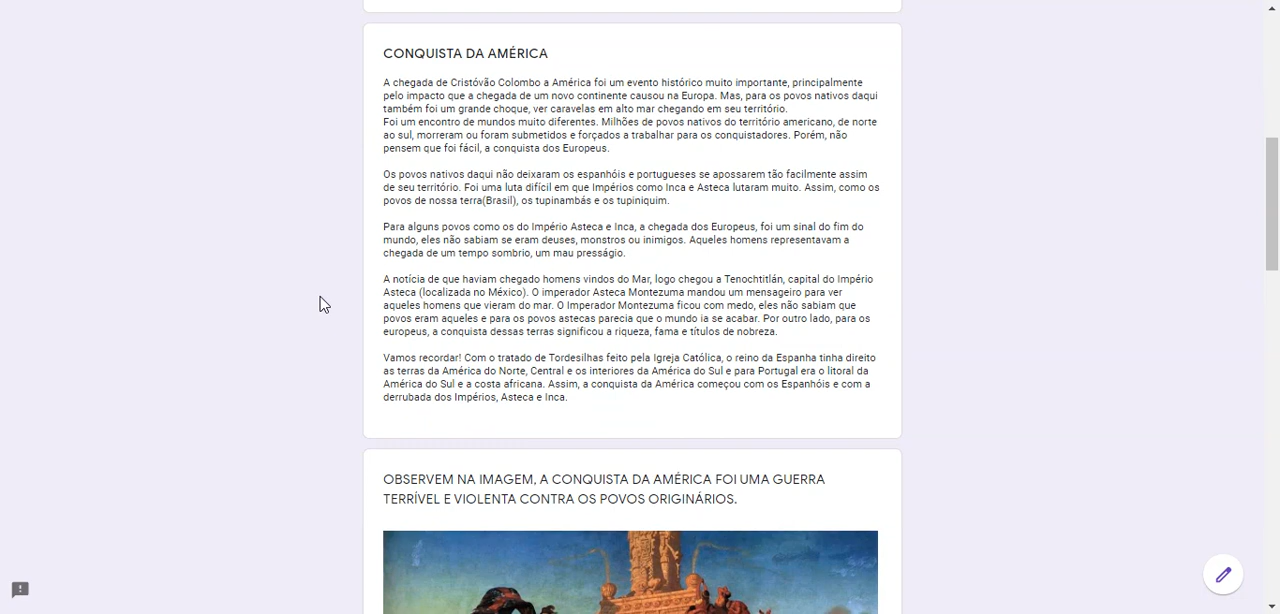 CONQUISTA DA AMÉRICA
A chegada de Cristóvão Colombo a América foi um evento histórico muito importante, principalmente
pelo impacto que a chegada de um novo continente causou na Europa. Mas, para os povos nativos daqui
também foi um grande choque, ver caravelas em alto mar chegando em seu território.
Foi um encontro de mundos muito diferentes. Milhões de povos nativos do território americano, de norte
ao sul, morreram ou foram submetidos e forçados a trabalhar para os conquistadores. Porém, não
pensem que foi fácil, a conquista dos Europeus.
Os povos nativos daqui não deixaram os espanhóis e portugueses se apossarem tão facilmente assim
de seu território. Foi uma luta difícil em que Impérios como Inca e Asteca lutaram muito. Assim, como os
povos de nossa terra(Brasil), os tupinambás e os tupiniquim.
Para alguns povos como os do Império Asteca e Inca, a chegada dos Europeus, foi um sinal do fim do
mundo, eles não sabiam se eram deuses, monstros ou inimigos. Aqueles homens representavam a
chegada de um tempo sombrio, um mau presságio.
A notícia de que haviam chegado homens vindos do Mar, logo chegou a Tenochtitlán, capital do Império
Asteca (localizada no México). O imperador Asteca Montezuma mandou um mensageiro para ver
aqueles homens que vieram do mar. O Imperador Montezuma ficou com medo, eles não sabiam que
povos eram aqueles e para os povos astecas parecia que o mundo ia se acabar. Por outro lado, para os
europeus, a conquista dessas terras significou a riqueza, fama e títulos de nobreza.
Vamos recordar! Com o tratado de Tordesilhas feito pela Igreja Católica, o reino da Espanha tinha direito
as terras da América do Norte, Central e os interiores da América do Sul e para Portugal era o litoral da
América do Sul e a costa africana. Assim, a conquista da América começou com os Espanhóis e com a
derrubada dos Impérios, Asteca e Inca.
OBSERVEM NA IMAGEM, A CONQUISTA DA AMÉRICA FOI UMA GUERRA
TERRÍVEL E VIOLENTA CONTRA OS POVOS ORIGINÁRIOS.